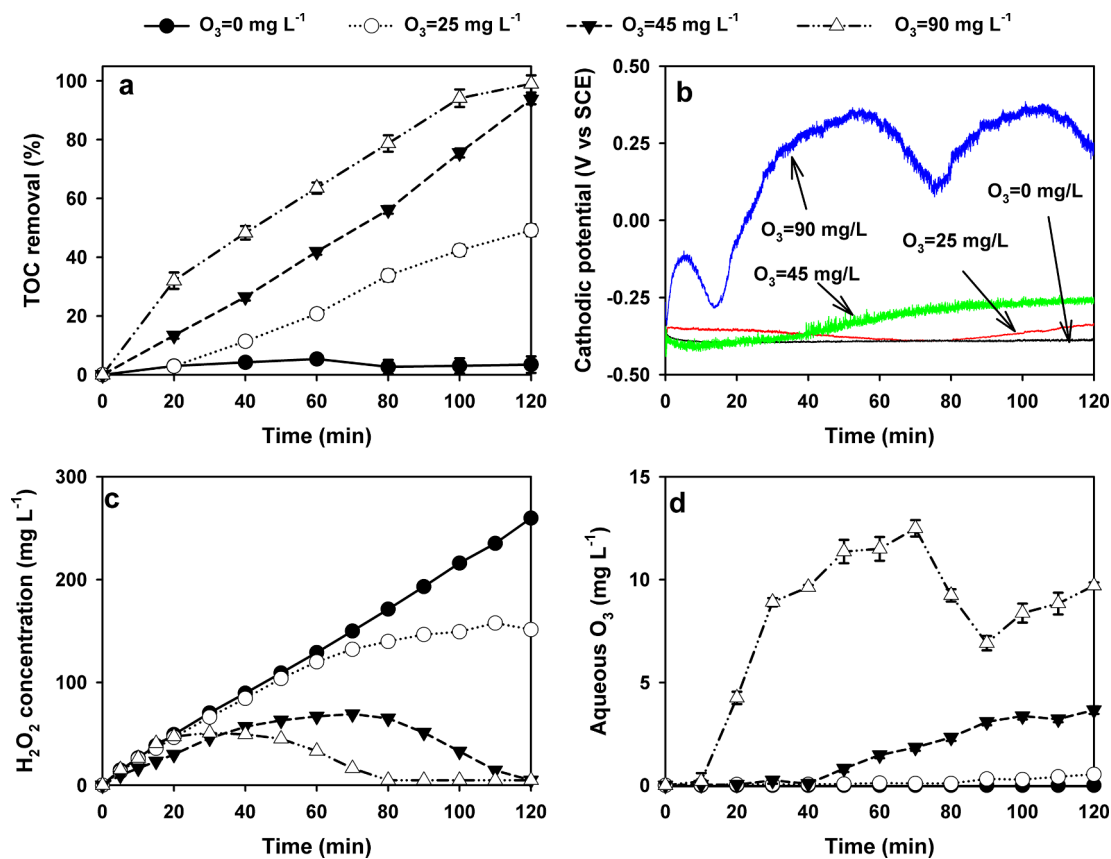 O₃=0 mg L⁻¹ O₃=25 mg L⁻¹ O₃=45 mg L⁻¹ O₃=90 mg L⁻¹
a
TOC removal (%)
100
80
60
40
20
0
0 20 40 60 80 100 120
Time (min)
b
Cathodic potential (V vs SCE)
0.50
0.25
0.00
-0.25
-0.50
O₃=0 mg/L
O₃=90 mg/L
O₃=25 mg/L
O₃=45 mg/L
0 20 40 60 80 100 120
Time (min)
c
H₂O₂ concentration (mg L⁻¹)
300
200
100
0
0 20 40 60 80 100 120
Time (min)
d
Aqueous O₃ (mg L⁻¹)
15
10
5
0
0 20 40 60 80 100 120
Time (min)